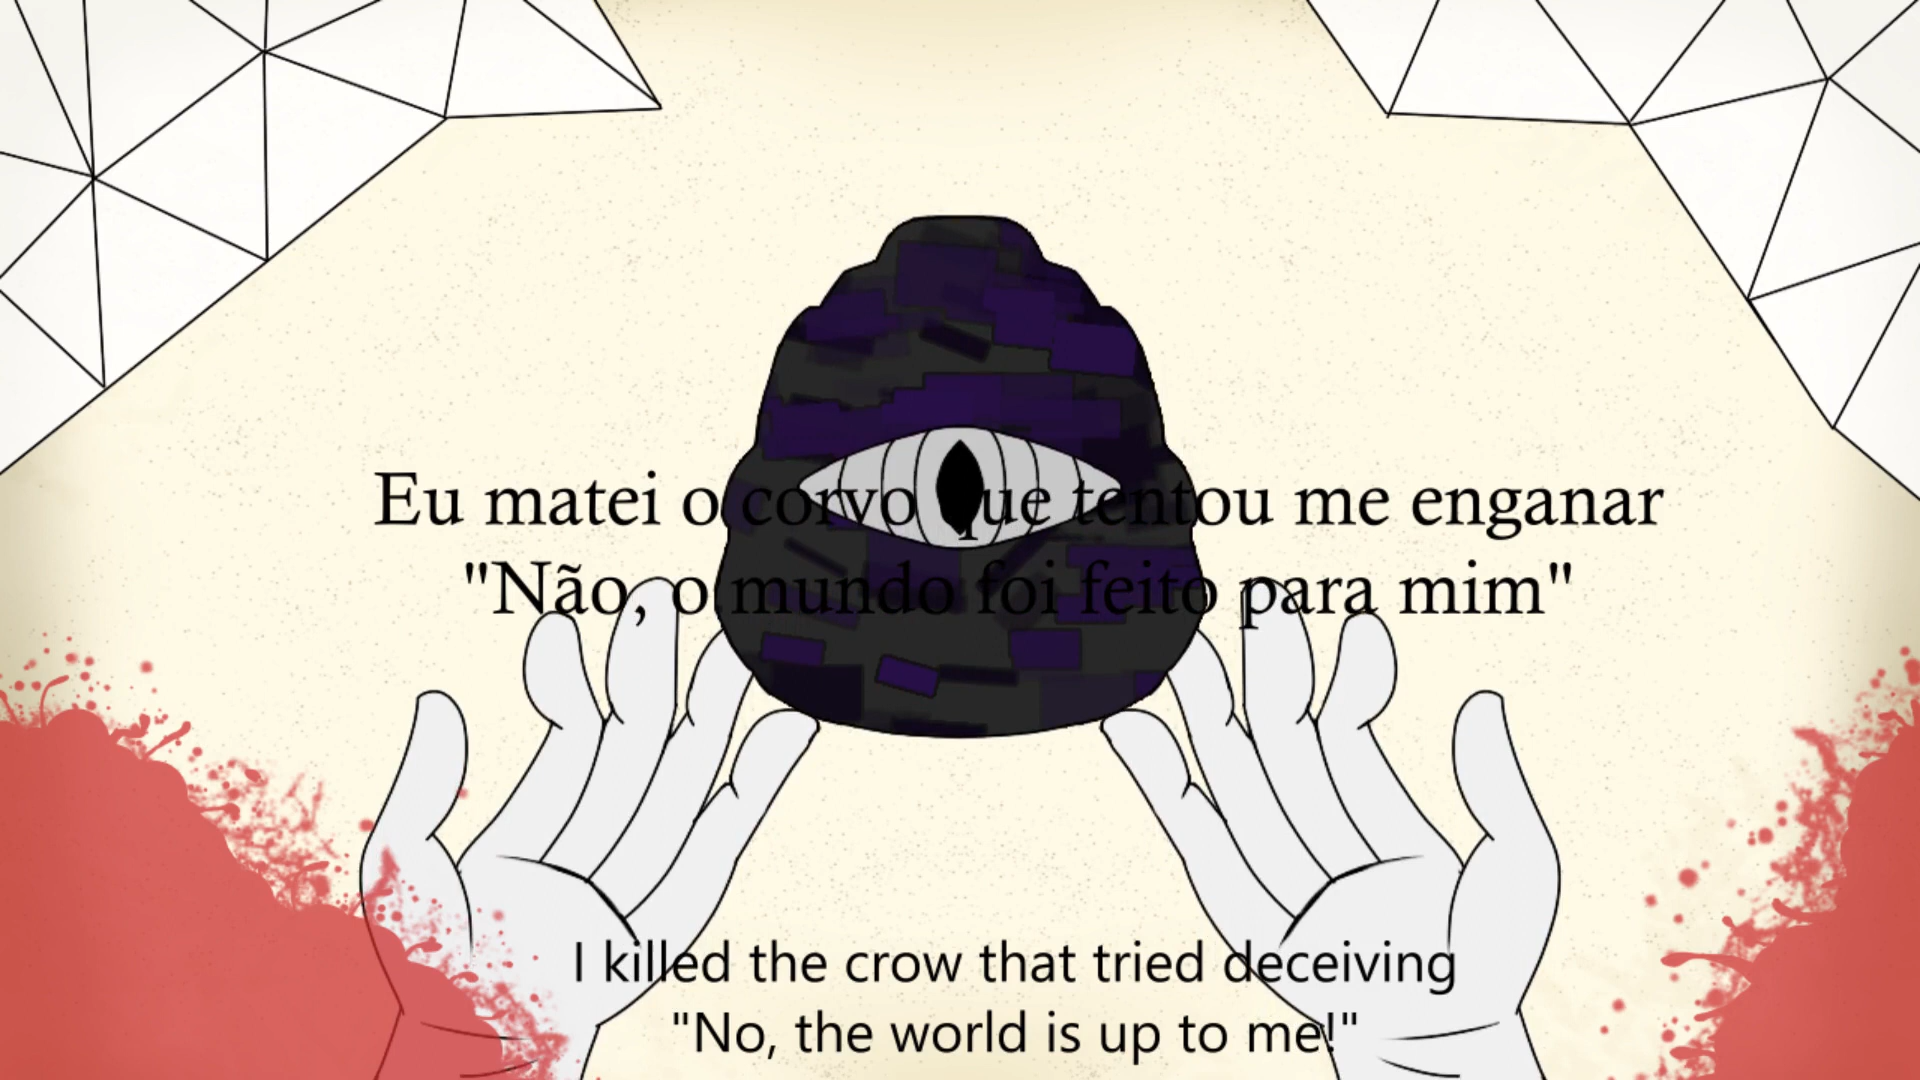 Eu matei o corvo que tentou me enganar
"Não, o mundo foi feito para mim"
I killed the crow that tried deceiving
"No, the world is up to me!"